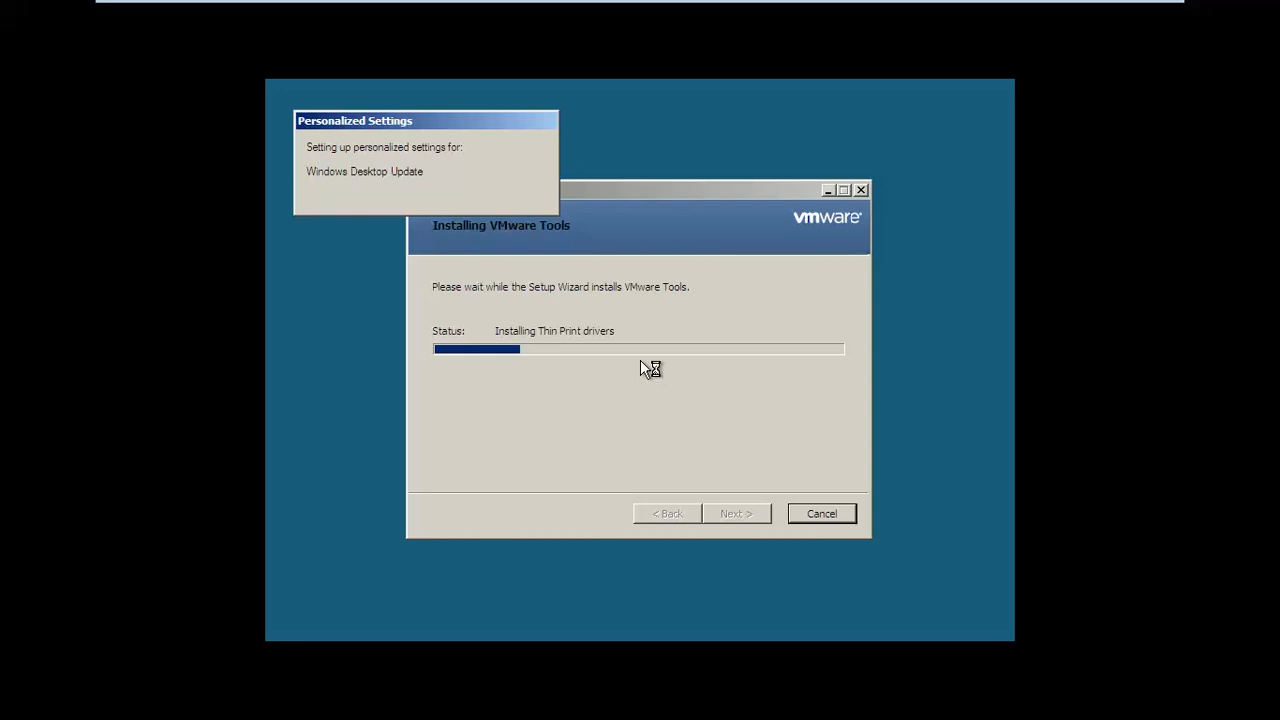 Personalized Settings
Setting up personalized settings for:
Windows Desktop Update
vmware
Installing VMware Tools
Please wait while the Setup Wizard installs VMware Tools.
Status: Installing Thin Print drivers
< Back Next > Cancel